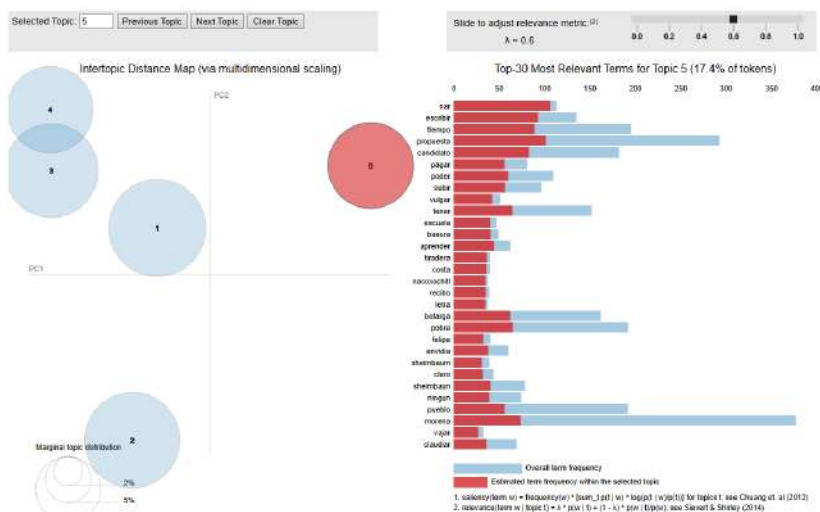 Selected Topic: 5 Previous Topic Next Topic Clear Topic
Slide to adjust relevance metric:(2)
λ = 0.6
0.0 0.2 0.4 0.6 0.8 1.0
Intertopic Distance Map (via multidimensional scaling)
PC2
PC1
4
3
1
5
2
Marginal topic distribution
2%
5%
Top-30 Most Relevant Terms for Topic 5 (17.4% of tokens)
0 50 100 150 200 250 300 350 400
escribir
tiempo
propuesta
candidato
pagar
poder
subir
vulgar
tener
escuela
basura
aprender
tiradera
costa
recibo
letra
botarga
potira
felipe
envidia
sheimbaum
claro
sheimbaun
ningun
pueblo
morena
viajar
claudiar
Overall term frequency
Estimated term frequency within the selected topic
1. saliency(term w) = frequency(w) * [sum_t p(t | w) * log(p(t | w)/p(t))] for topics t; see Chuang et. al (2012)
2. relevance(term w | topic t) = λ * p(w | t) + (1 - λ) * p(w | t)/p(w); see Sievert & Shirley (2014)